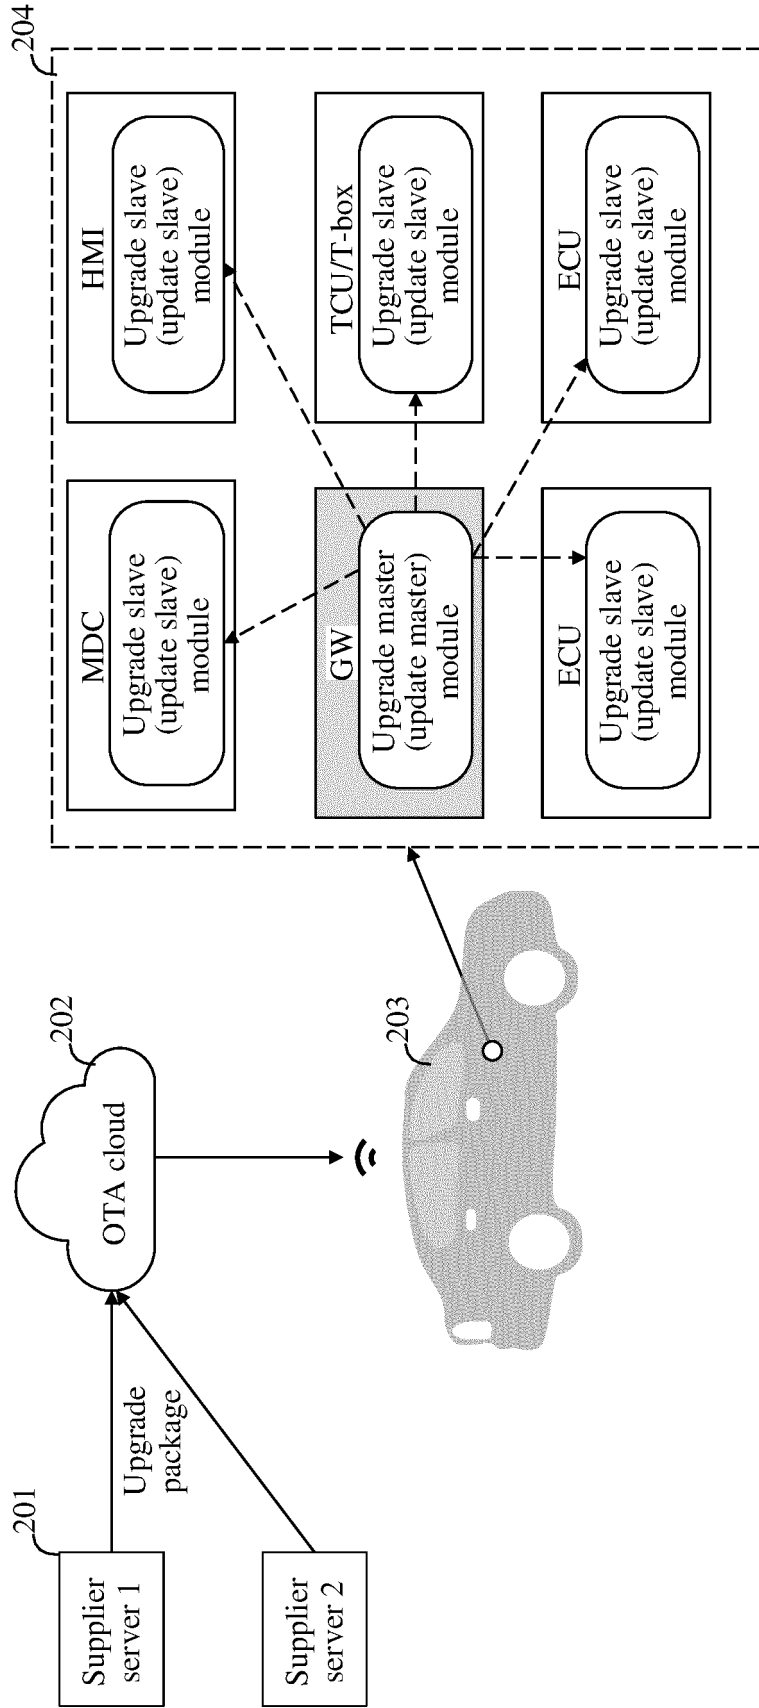 201
Supplier
server 1
Supplier
server 2
Upgrade
package
202
OTA cloud
203
204
MDC
Upgrade slave
(update slave)
module
HMI
Upgrade slave
(update slave)
module
GW
Upgrade master
(update master)
module
TCU/T-box
Upgrade slave
(update slave)
module
ECU
Upgrade slave
(update slave)
module
ECU
Upgrade slave
(update slave)
module